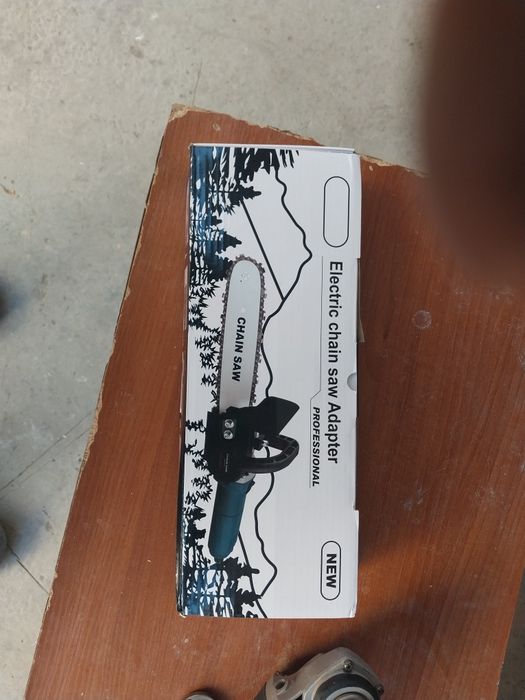 Electric chain saw Adapter
PROFESSIONAL
NEW
CHAIN SAW